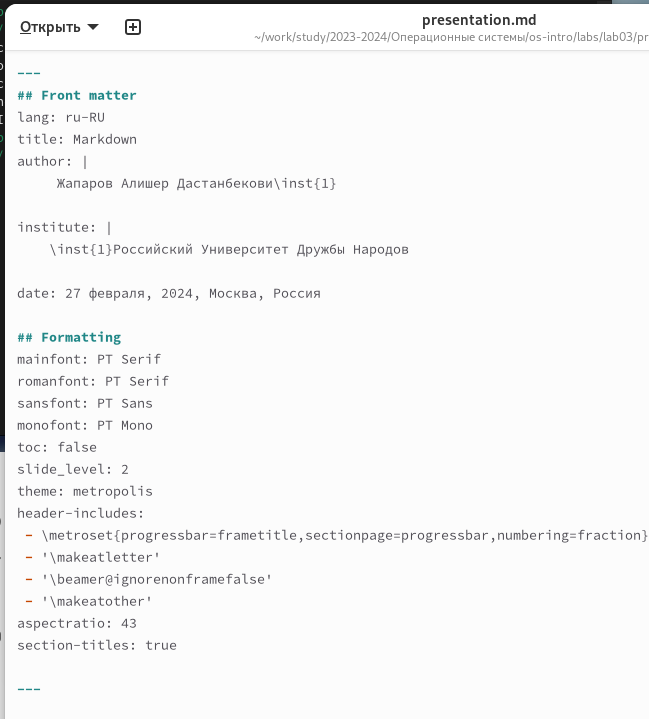 Открыть
presentation.md
~/work/study/2023-2024/Операционные системы/os-intro/labs/lab03/pr
---
## Front matter
lang: ru-RU
title: Markdown
author: |
Жапаров Алишер Дастанбекови\inst{1}
institute: |
\inst{1}Российский Университет Дружбы Народов
date: 27 февраля, 2024, Москва, Россия
## Formatting
mainfont: PT Serif
romanfont: PT Serif
sansfont: PT Sans
monofont: PT Mono
toc: false
slide_level: 2
theme: metropolis
header-includes:
- \metroset{progressbar=frametitle,sectionpage=progressbar,numbering=fraction}
- '\makeatletter'
- '\beamer@ignorenonframefalse'
- '\makeatother'
aspectratio: 43
section-titles: true
---